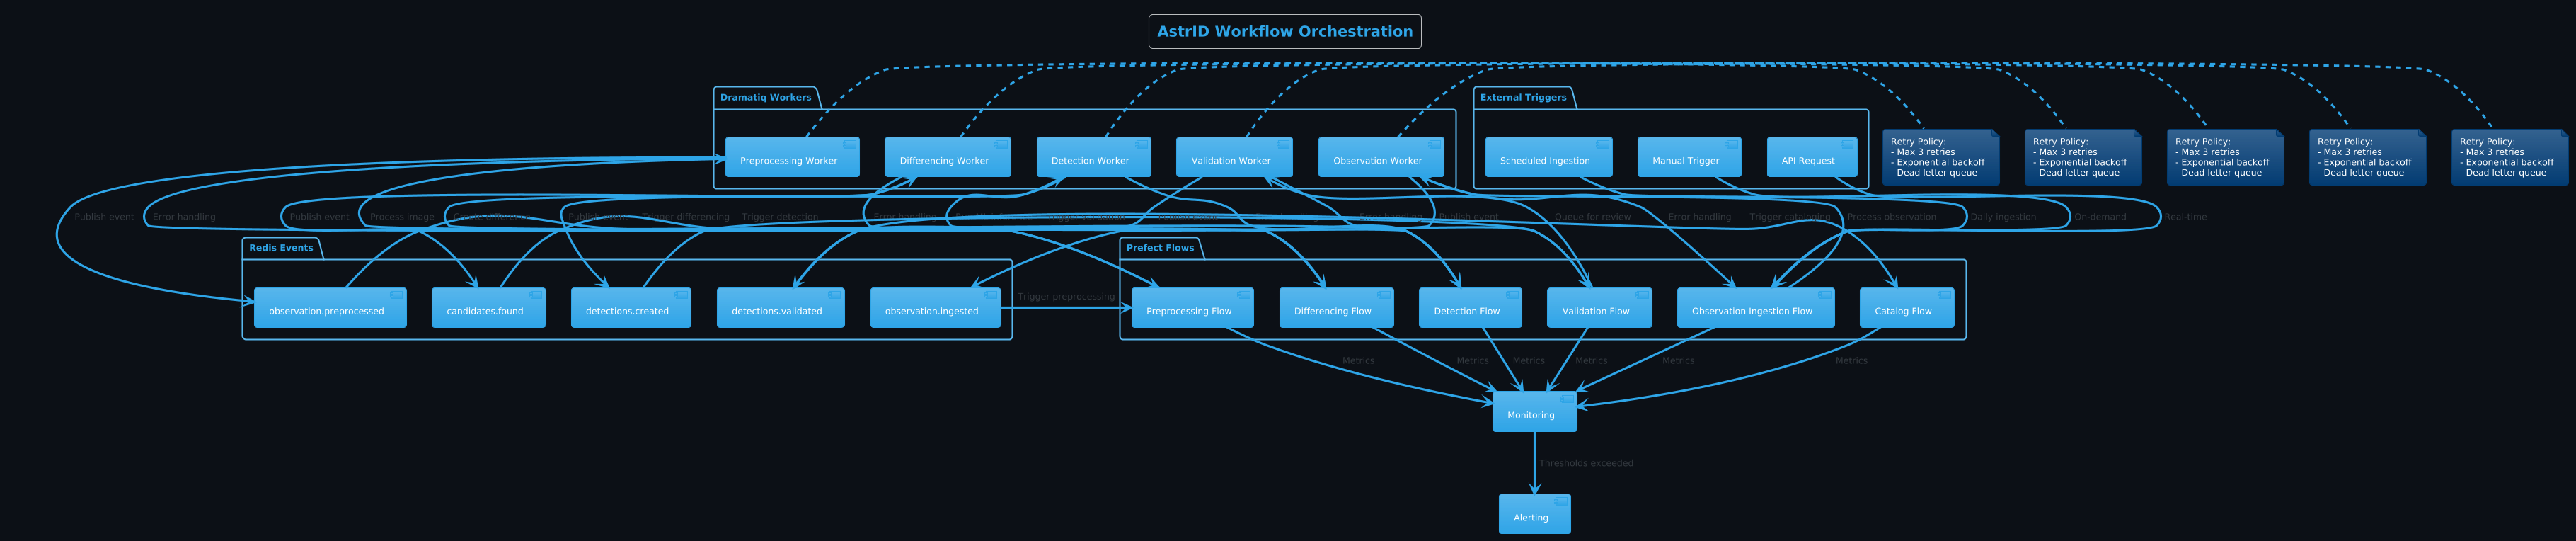 AstrID Workflow Orchestration
Dramatiq Workers
External Triggers
Preprocessing Worker
Differencing Worker
Detection Worker
Validation Worker
Observation Worker
Scheduled Ingestion
Manual Trigger
API Request
Retry Policy:
- Max 3 retries
- Exponential backoff
- Dead letter queue
Retry Policy:
- Max 3 retries
- Exponential backoff
- Dead letter queue
Retry Policy:
- Max 3 retries
- Exponential backoff
- Dead letter queue
Retry Policy:
- Max 3 retries
- Exponential backoff
- Dead letter queue
Retry Policy:
- Max 3 retries
- Exponential backoff
- Dead letter queue
Publish event
Error handling
Publish event
Process image
Create difference
Publish event
Trigger differencing
Trigger detection
Error handling
Error handling
Publish event
Queue for review
Error handling
Trigger cataloging
Process observation
Daily ingestion
On-demand
Real-time
Redis Events
Prefect Flows
observation.preprocessed
candidates.found
detections.created
detections.validated
observation.ingested
Trigger preprocessing
Preprocessing Flow
Differencing Flow
Detection Flow
Validation Flow
Observation Ingestion Flow
Catalog Flow
Metrics
Metrics
Metrics
Metrics
Metrics
Metrics
Monitoring
Thresholds exceeded
Alerting